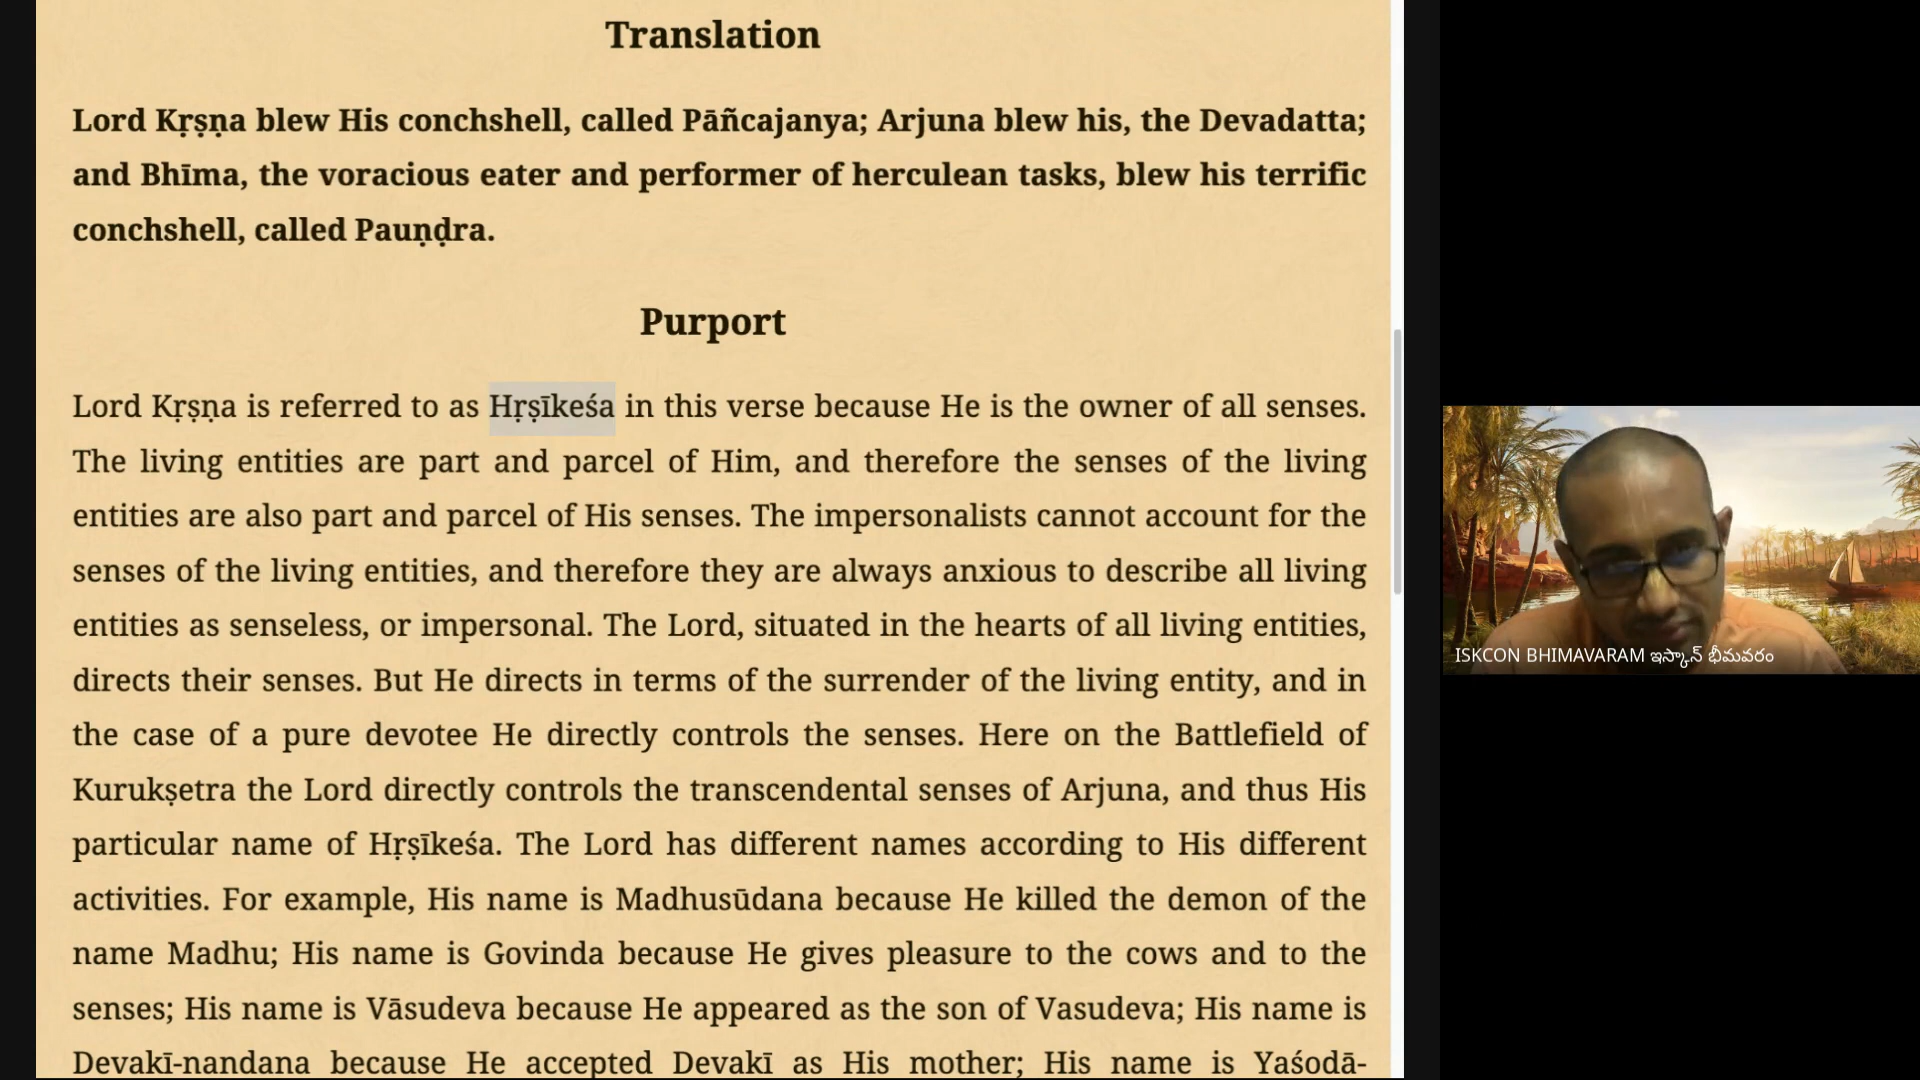 Translation
Lord Kṛṣṇa blew His conchshell, called Pāñcajanya; Arjuna blew his, the Devadatta;
and Bhīma, the voracious eater and performer of herculean tasks, blew his terrific
conchshell, called Pauṇḍra.
Purport
Lord Kṛṣṇa is referred to as Hṛṣīkeśa in this verse because He is the owner of all senses.
The living entities are part and parcel of Him, and therefore the senses of the living
entities are also part and parcel of His senses. The impersonalists cannot account for the
senses of the living entities, and therefore they are always anxious to describe all living
entities as senseless, or impersonal. The Lord, situated in the hearts of all living entities,
directs their senses. But He directs in terms of the surrender of the living entity, and in
the case of a pure devotee He directly controls the senses. Here on the Battlefield of
Kurukṣetra the Lord directly controls the transcendental senses of Arjuna, and thus His
particular name of Hṛṣīkeśa. The Lord has different names according to His different
activities. For example, His name is Madhusūdana because He killed the demon of the
name Madhu; His name is Govinda because He gives pleasure to the cows and to the
senses; His name is Vāsudeva because He appeared as the son of Vasudeva; His name is
Devakī-nandana because He accepted Devakī as His mother; His name is Yaśodā-
ISKCON BHIMAVARAM ఇస్కాన్ భీమవరం